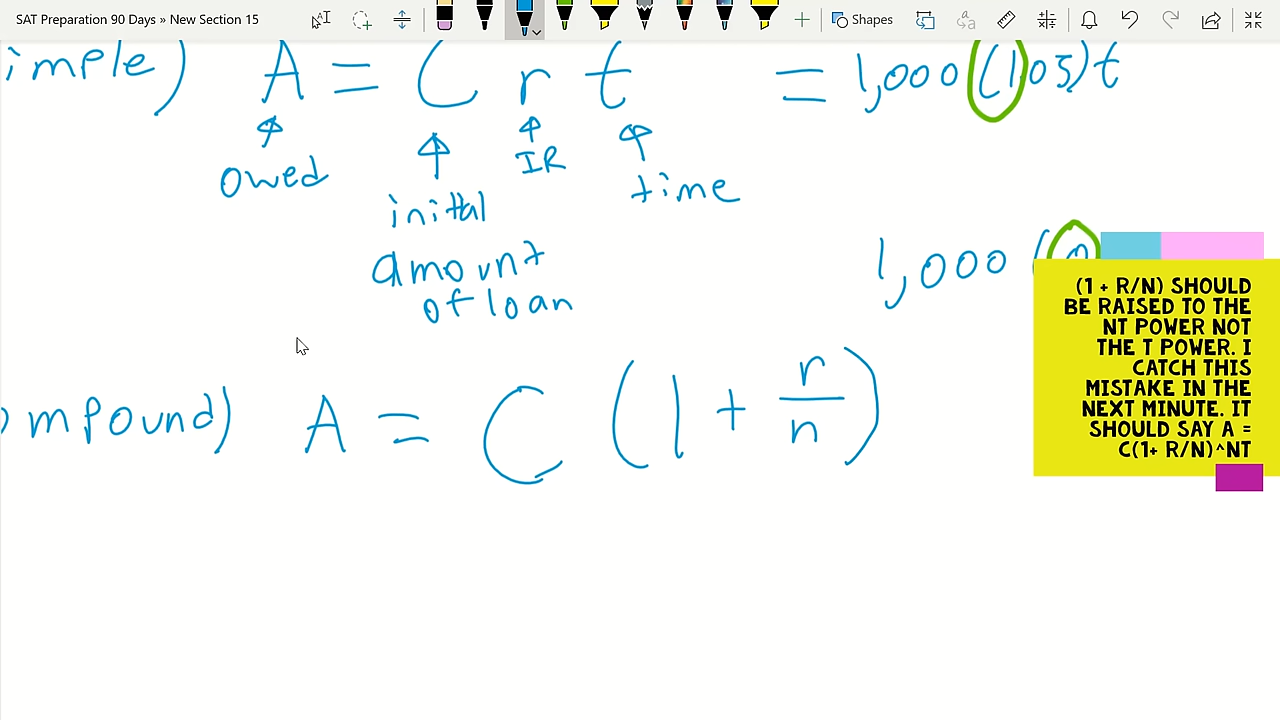 SAT Preparation 90 Days » New Section 15
Shapes
imple) A = C r t = 1,000 (1.05) t
owed
IR
time
inital
amount
of loan
1,000 (
(1 + R/N) SHOULD
BE RAISED TO THE
NT POWER NOT
THE T POWER. I
CATCH THIS
MISTAKE IN THE
NEXT MINUTE. IT
SHOULD SAY A =
C(1+ R/N)^NT
ompound) A = C (1 + r/n)